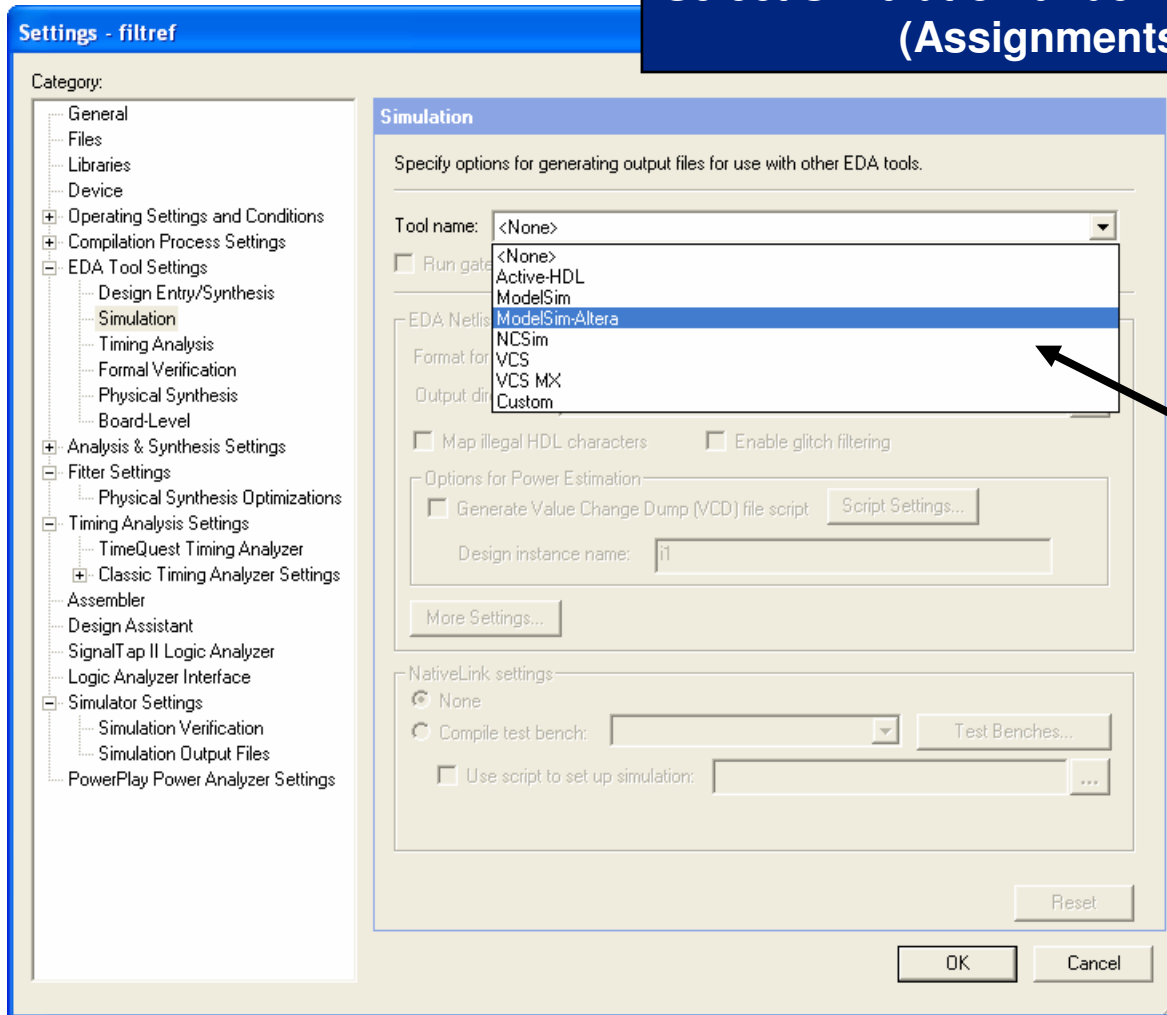 (Assignments
Settings - filtref
Category:
General
Files
Libraries
Device
Operating Settings and Conditions
Compilation Process Settings
EDA Tool Settings
Design Entry/Synthesis
Simulation
Timing Analysis
Formal Verification
Physical Synthesis
Board-Level
Analysis & Synthesis Settings
Fitter Settings
Physical Synthesis Optimizations
Timing Analysis Settings
TimeQuest Timing Analyzer
Classic Timing Analyzer Settings
Assembler
Design Assistant
SignalTap II Logic Analyzer
Logic Analyzer Interface
Simulator Settings
Simulation Verification
Simulation Output Files
PowerPlay Power Analyzer Settings
Simulation
Specify options for generating output files for use with other EDA tools.
Tool name: <None>
<None>
Active-HDL
ModelSim
ModelSim-Altera
NCSim
VCS
VCS MX
Custom
Run gate
EDA Netlis
Format for
Output dir
Map illegal HDL characters Enable glitch filtering
Options for Power Estimation
Generate Value Change Dump (VCD) file script Script Settings...
Design instance name: i1
More Settings...
NativeLink settings
None
Compile test bench: Test Benches...
Use script to set up simulation: ...
Reset
OK Cancel